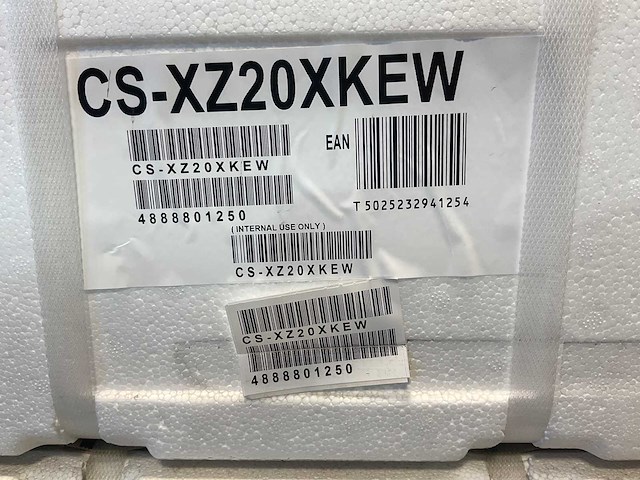 CS-XZ20XKEW
EAN
CS-XZ20XKEW
4888801250
T 5025232941254
( INTERNAL USE ONLY )
CS-XZ20XKEW
CS-XZ20XKEW
4888801250